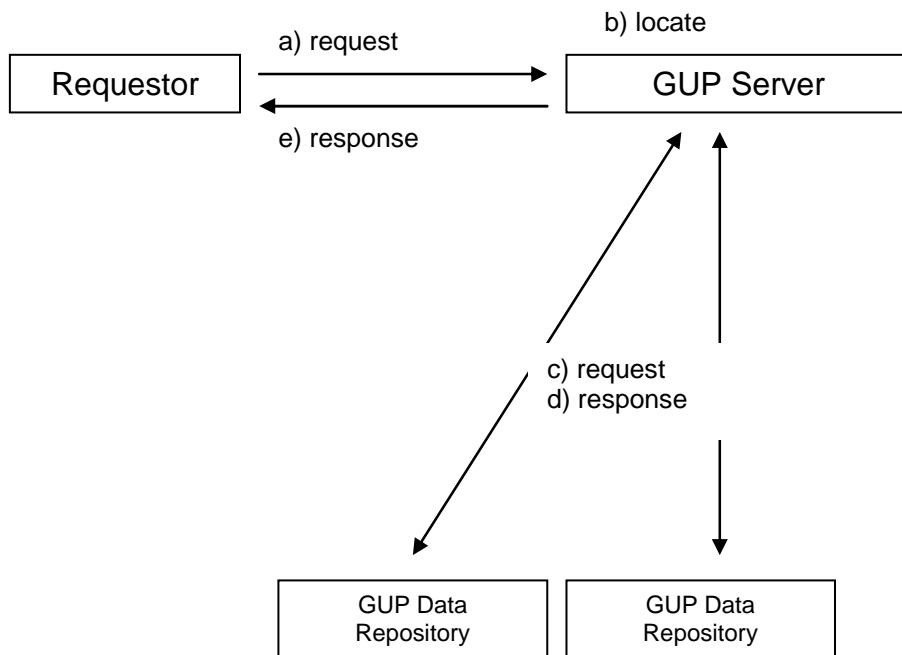 b) locate
a) request
Requestor
GUP Server
e) response
c) request
d) response
GUP Data
Repository
GUP Data
Repository